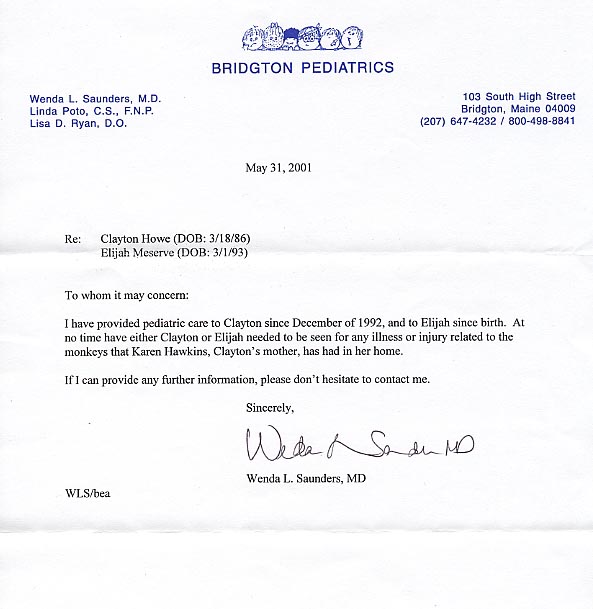 BRIDGTON PEDIATRICS
Wenda L. Saunders, M.D.
Linda Poto, C.S., F.N.P.
Lisa D. Ryan, D.O.
103 South High Street
Bridgton, Maine 04009
(207) 647-4232 / 800-498-8841
May 31, 2001
Re: Clayton Howe (DOB: 3/18/86)
Elijah Meserve (DOB: 3/1/93)
To whom it may concern:
I have provided pediatric care to Clayton since December of 1992, and to Elijah since birth. At
no time have either Clayton or Elijah needed to be seen for any illness or injury related to the
monkeys that Karen Hawkins, Clayton's mother, has had in her home.
If I can provide any further information, please don't hesitate to contact me.
Sincerely,
Wenda L Saunders MD
Wenda L. Saunders, MD
WLS/bea